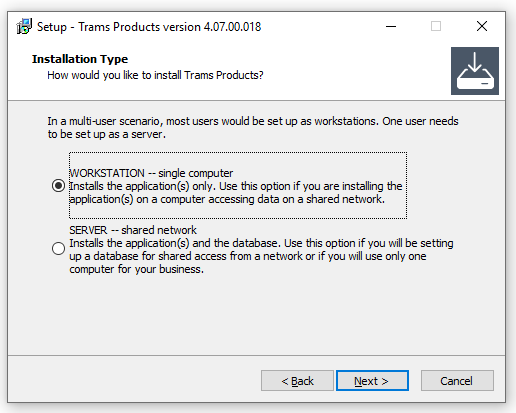 Setup - Trams Products version 4.07.00.018
Installation Type
How would you like to install Trams Products?
In a multi-user scenario, most users would be set up as workstations. One user needs
to be set up as a server.
WORKSTATION -- single computer
Installs the application(s) only. Use this option if you are installing the
application(s) on a computer accessing data on a shared network.
SERVER -- shared network
Installs the application(s) and the database. Use this option if you will be setting
up a database for shared access from a network or if you will use only one
computer for your business.
< Back
Next >
Cancel